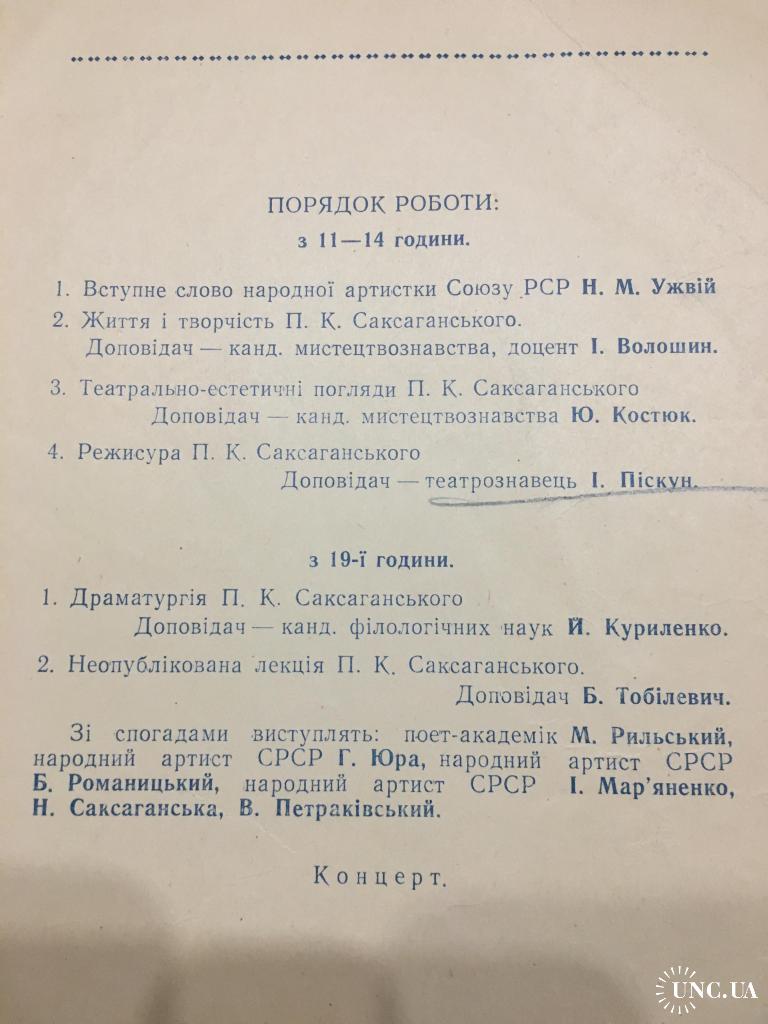 ПОРЯДОК РОБОТИ:
з 11—14 години.
1. Вступне слово народної артистки Союзу РСР Н. М. Ужвій
2. Життя і творчість П. К. Саксаганського.
Доповідач — канд. мистецтвознавства, доцент І. Волошин.
3. Театрально-естетичні погляди П. К. Саксаганського
Доповідач — канд. мистецтвознавства Ю. Костюк.
4. Режисура П. К. Саксаганського
Доповідач — театрознавець І. Піскун.
з 19-ї години.
1. Драматургія П. К. Саксаганського
Доповідач — канд. філологічних наук Й. Куриленко.
2. Неопублікована лекція П. К. Саксаганського.
Доповідач Б. Тобілевич.
Зі спогадами виступлять: поет-академік М. Рильський,
народний артист СРСР Г. Юра, народний артист СРСР
Б. Романицький, народний артист СРСР І. Мар’яненко,
Н. Саксаганська, В. Петраківський.
Концерт.
UNC.UA